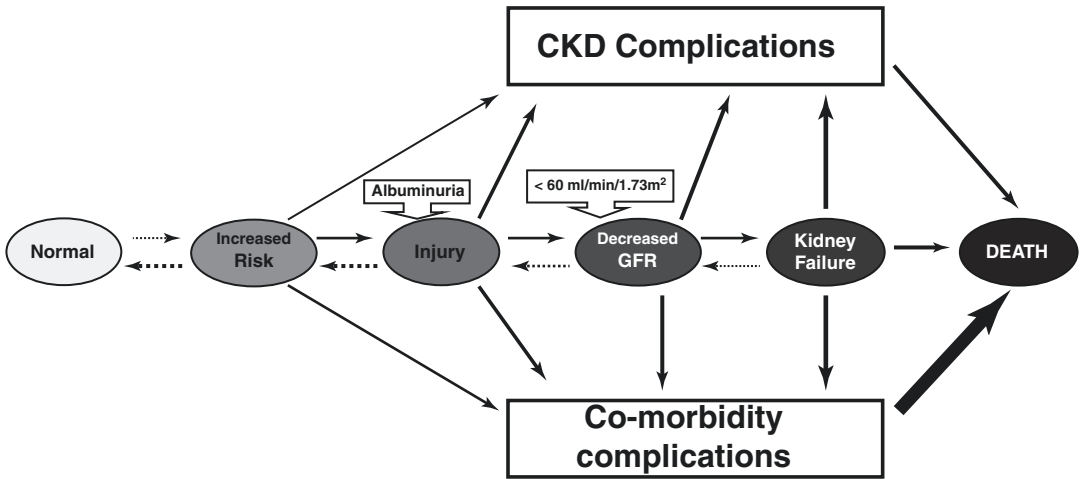 CKD Complications
Albuminuria
< 60 ml/min/1.73m²
Normal
Increased
Risk
Injury
Decreased
GFR
Kidney
Failure
DEATH
Co-morbidity
complications